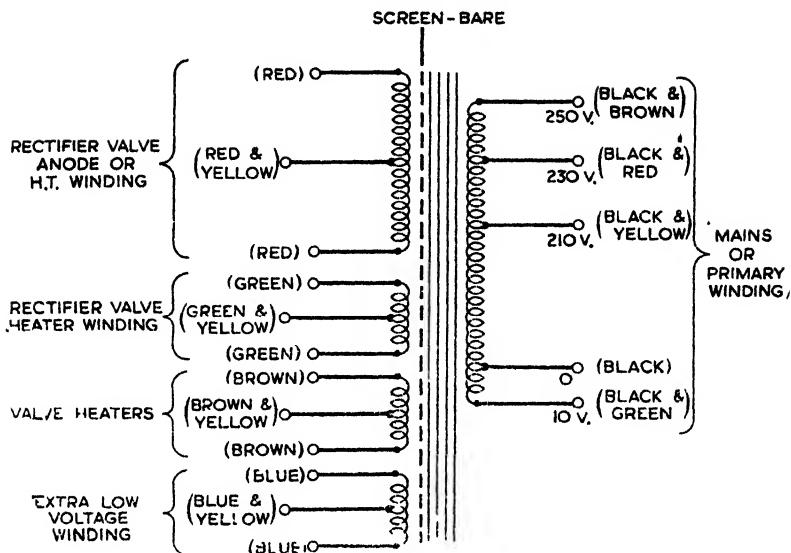 SCREEN-BARE
RECTIFIER VALVE
ANODE OR
H.T. WINDING
(RED)
(RED &
YELLOW)
(RED)
RECTIFIER VALVE
HEATER WINDING
(GREEN)
(GREEN &
YELLOW)
(GREEN)
VALVE HEATERS
(BROWN)
(BROWN &
YELLOW)
(BROWN)
EXTRA LOW
VOLTAGE
WINDING
(BLUE)
(BLUE &
YELLOW)
(BLUE)
250 V. (BLACK &
BROWN)
230 V. (BLACK &
RED)
210 V. (BLACK &
YELLOW)
O (BLACK)
10 V. (BLACK &
GREEN)
MAINS
OR
PRIMARY
WINDING